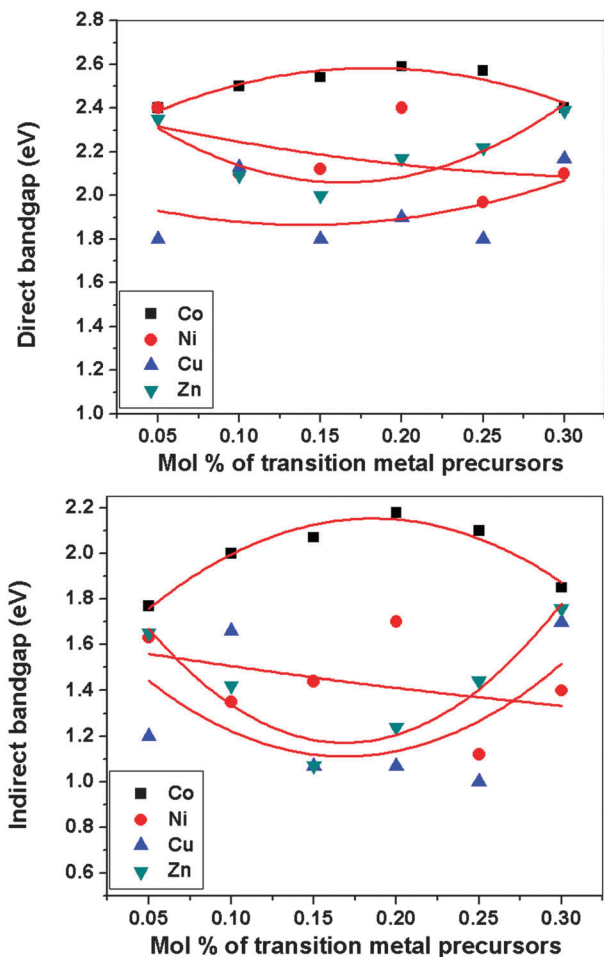 2.8
2.6
2.4
2.2
2.0
1.8
1.6
1.4
1.2
1.0
Direct bandgap (eV)
Co
Ni
Cu
Zn
0.05 0.10 0.15 0.20 0.25 0.30
Mol % of transition metal precursors
2.2
2.0
1.8
1.6
1.4
1.2
1.0
0.8
0.6
Indirect bandgap (eV)
Co
Ni
Cu
Zn
0.05 0.10 0.15 0.20 0.25 0.30
Mol % of transition metal precursors